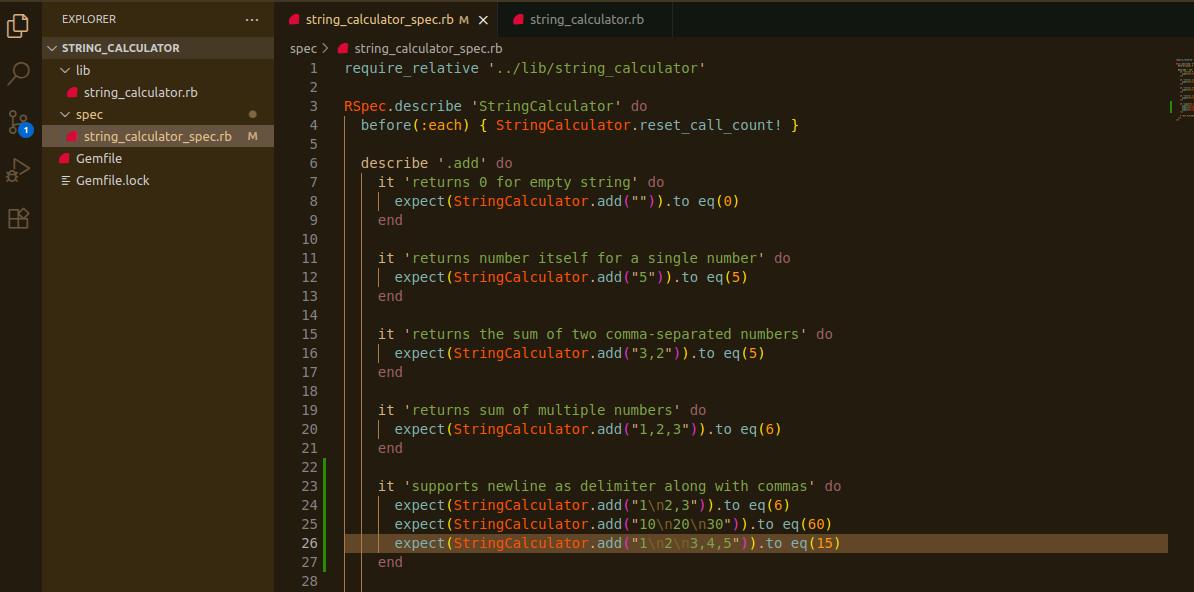 EXPLORER ...
STRING_CALCULATOR
lib
string_calculator.rb
spec
string_calculator_spec.rb M
Gemfile
Gemfile.lock
1
string_calculator_spec.rb M
string_calculator.rb
spec > string_calculator_spec.rb
1 require_relative '../lib/string_calculator'
2
3 RSpec.describe 'StringCalculator' do
4   before(:each) { StringCalculator.reset_call_count! }
5
6   describe '.add' do
7     it 'returns 0 for empty string' do
8       expect(StringCalculator.add("")).to eq(0)
9     end
10
11     it 'returns number itself for a single number' do
12       expect(StringCalculator.add("5")).to eq(5)
13     end
14
15     it 'returns the sum of two comma-separated numbers' do
16       expect(StringCalculator.add("3,2")).to eq(5)
17     end
18
19     it 'returns sum of multiple numbers' do
20       expect(StringCalculator.add("1,2,3")).to eq(6)
21     end
22
23     it 'supports newline as delimiter along with commas' do
24       expect(StringCalculator.add("1\n2,3")).to eq(6)
25       expect(StringCalculator.add("10\n20\n30")).to eq(60)
26       expect(StringCalculator.add("1\n2\n3,4,5")).to eq(15)
27     end
28